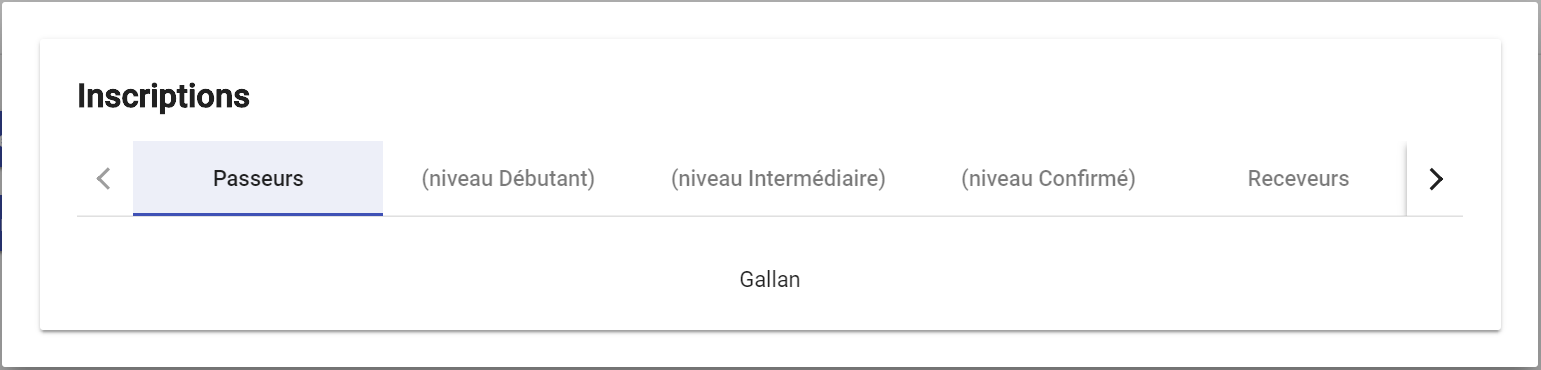 Inscriptions
Passeurs (niveau Débutant) (niveau Intermédiaire) (niveau Confirmé) Receveurs
Gallan